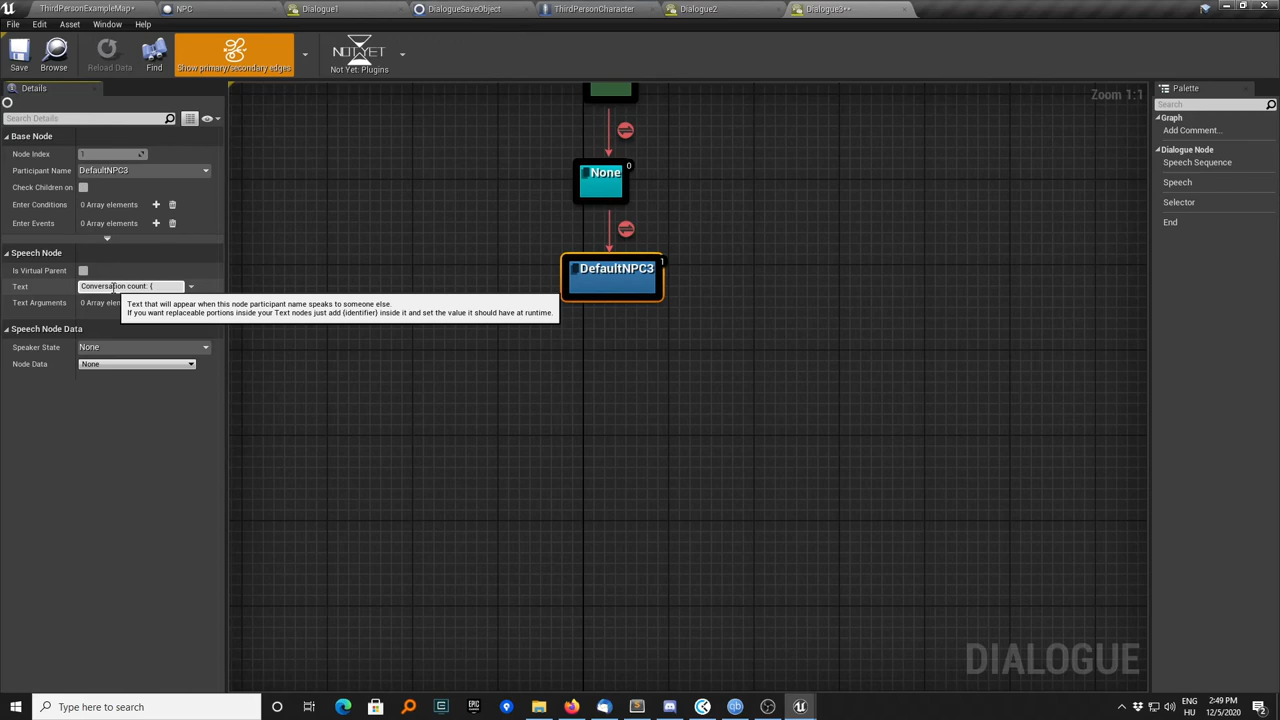 ThirdPersonExampleMap•
NPC
Dialogue1
DialogueSaveObject
ThirdPersonCharacter
Dialogue2
Dialogue3••
File
Edit
Asset
Window
Help
Save
Browse
Reload Data
Find
Show primary/secondary edges
NOT YET
Not Yet: Plugins
Details
Search Details
Base Node
Node Index
1
Participant Name
DefaultNPC3
Check Children on
Enter Conditions
0 Array elements
Enter Events
0 Array elements
Speech Node
Is Virtual Parent
Text
Conversation count: {
Text Arguments
0 Array elem
Text that will appear when this node participant name speaks to someone else.
If you want replaceable portions inside your Text nodes just add {identifier} inside it and set the value it should have at runtime.
Speech Node Data
Speaker State
None
Node Data
None
Zoom 1:1
0
None
1
DefaultNPC3
DIALOGUE
Palette
Search
Graph
Add Comment...
Dialogue Node
Speech Sequence
Speech
Selector
End
Type here to search
EPIC
ENG
HU
2:49 PM
12/5/2020